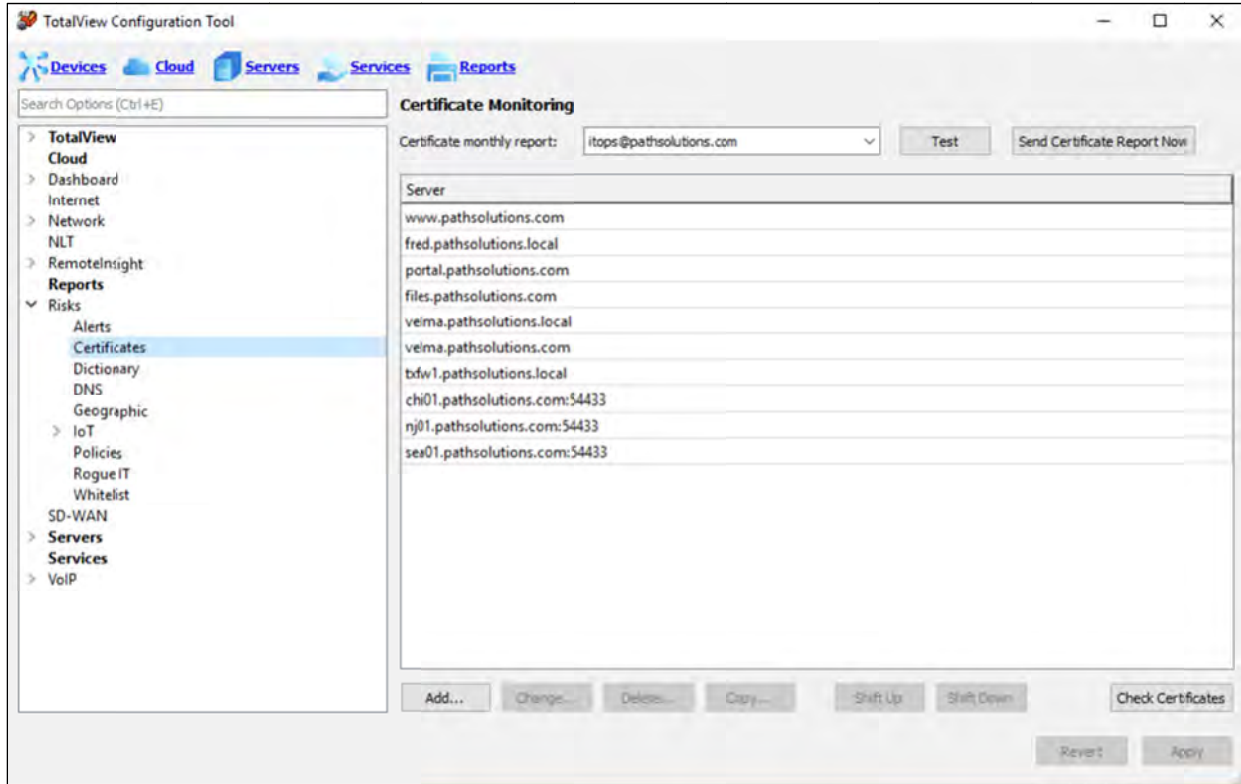 TotalView Configuration Tool
Devices Cloud Servers Services Reports
Search Options (Ctrl+E)
TotalView
Cloud
Dashboard
Internet
Network
NLT
RemoteInsight
Reports
Risks
Alerts
Certificates
Dictionary
DNS
Geographic
IoT
Policies
Rogue IT
Whitelist
SD-WAN
Servers
Services
VoIP
Certificate Monitoring
Certificate monthly report: itops@pathsolutions.com Test Send Certificate Report Now
Server
www.pathsolutions.com
fred.pathsolutions.local
portal.pathsolutions.com
files.pathsolutions.com
velma.pathsolutions.local
velma.pathsolutions.com
txfw1.pathsolutions.local
chi01.pathsolutions.com:54433
nj01.pathsolutions.com:54433
sea01.pathsolutions.com:54433
Add... Change... Delete... Copy... Shift Up Shift Down Check Certificates
Revert Apply